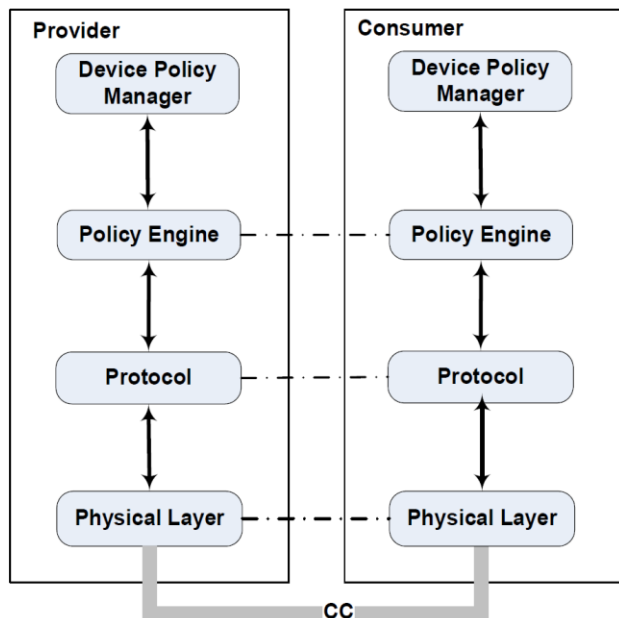 Provider
Device Policy
Manager
Policy Engine
Protocol
Physical Layer
Consumer
Device Policy
Manager
Policy Engine
Protocol
Physical Layer
CC